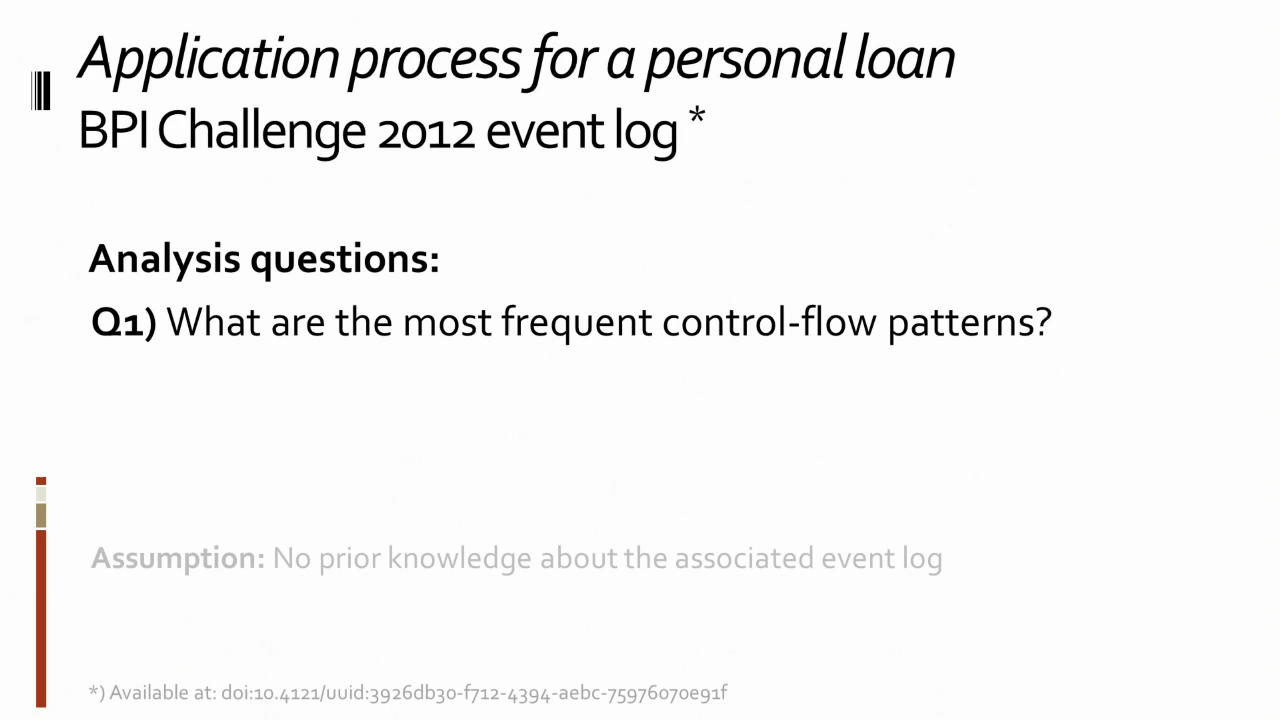 Application process for a personal loan
BPI Challenge 2012 event log *
Analysis questions:
Q1) What are the most frequent control-flow patterns?
Assumption: No prior knowledge about the associated event log
*) Available at: doi:10.4121/uuid:3926db30-f712-4394-aebc-75976070e91f